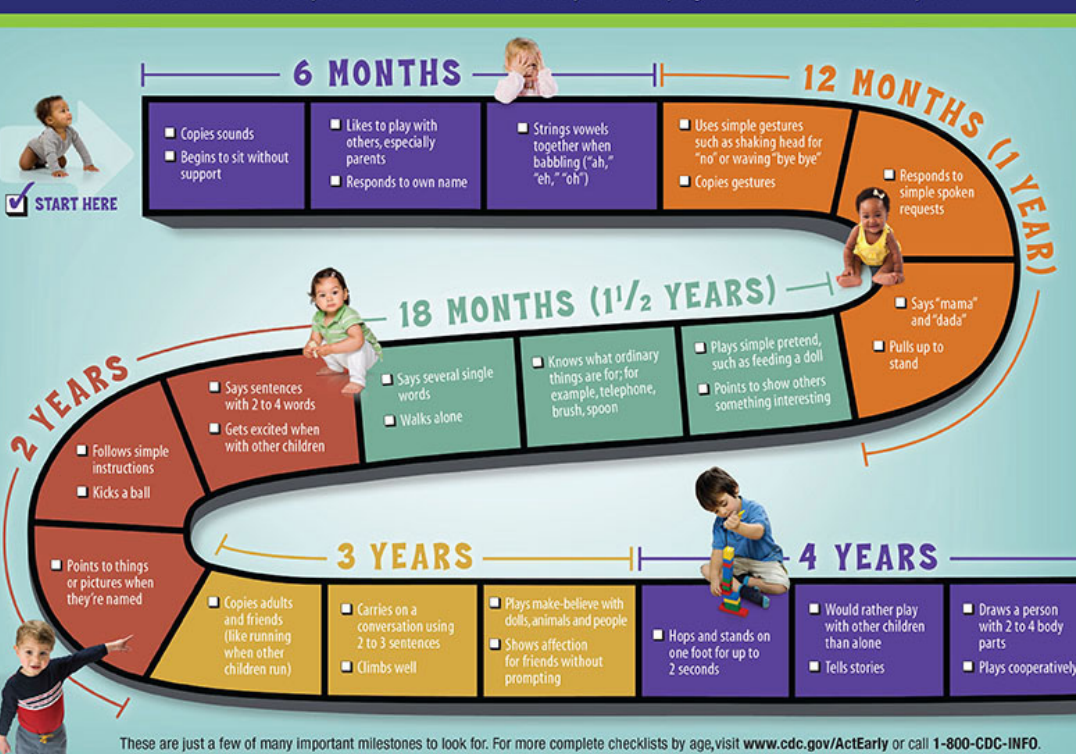 6 MONTHS
12 MONTHS (1 YEAR)
START HERE
Copies sounds
Begins to sit without
support
Likes to play with
others, especially
parents
Responds to own name
Strings vowels
together when
babbling ("ah,"
"eh," "oh")
Uses simple gestures
such as shaking head for
"no" or waving "bye bye"
Copies gestures
Responds to
simple spoken
requests
Says "mama"
and "dada"
Pulls up to
stand
18 MONTHS (1 1/2 YEARS)
Plays simple pretend,
such as feeding a doll
Points to show others
something interesting
Knows what ordinary
things are for; for
example, telephone,
brush, spoon
Says several single
words
Walks alone
2 YEARS
Says sentences
with 2 to 4 words
Gets excited when
with other children
Follows simple
instructions
Kicks a ball
Points to things
or pictures when
they're named
3 YEARS
Copies adults
and friends
(like running
when other
children run)
Carries on a
conversation using
2 to 3 sentences
Climbs well
Plays make-believe with
dolls, animals and people
Shows affection
for friends without
prompting
4 YEARS
Hops and stands on
one foot for up to
2 seconds
Would rather play
with other children
than alone
Tells stories
Draws a person
with 2 to 4 body
parts
Plays cooperatively
These are just a few of many important milestones to look for. For more complete checklists by age, visit www.cdc.gov/ActEarly or call 1-800-CDC-INFO.